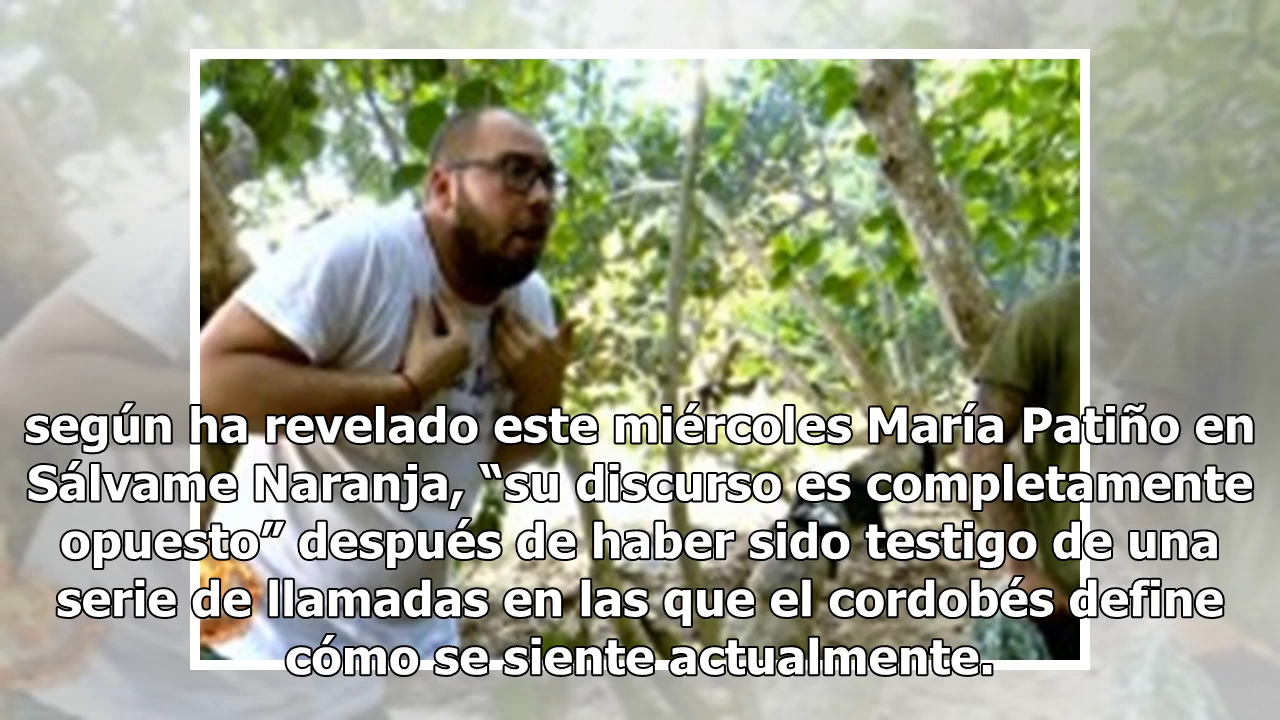 según ha revelado este miércoles María Patiño en
Sálvame Naranja, “su discurso es completamente
opuesto” después de haber sido testigo de una
serie de llamadas en las que el cordobés define
cómo se siente actualmente.